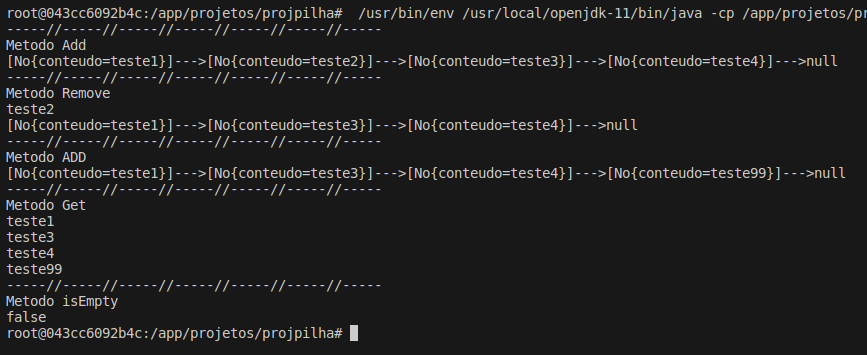 root@043cc6092b4c:/app/projetos/projpilha#  /usr/bin/env /usr/local/openjdk-11/bin/java -cp /app/projetos/pr
-----//-----//-----//-----//-----//-----//-----
Metodo Add
[No{conteudo=teste1}]--->[No{conteudo=teste2}]--->[No{conteudo=teste3}]--->[No{conteudo=teste4}]--->null
-----//-----//-----//-----//-----//-----//-----
Metodo Remove
teste2
[No{conteudo=teste1}]--->[No{conteudo=teste3}]--->[No{conteudo=teste4}]--->null
-----//-----//-----//-----//-----//-----//-----
Metodo ADD
[No{conteudo=teste1}]--->[No{conteudo=teste3}]--->[No{conteudo=teste4}]--->[No{conteudo=teste99}]--->null
-----//-----//-----//-----//-----//-----//-----
Metodo Get
teste1
teste3
teste4
teste99
-----//-----//-----//-----//-----//-----//-----
Metodo isEmpty
false
root@043cc6092b4c:/app/projetos/projpilha#